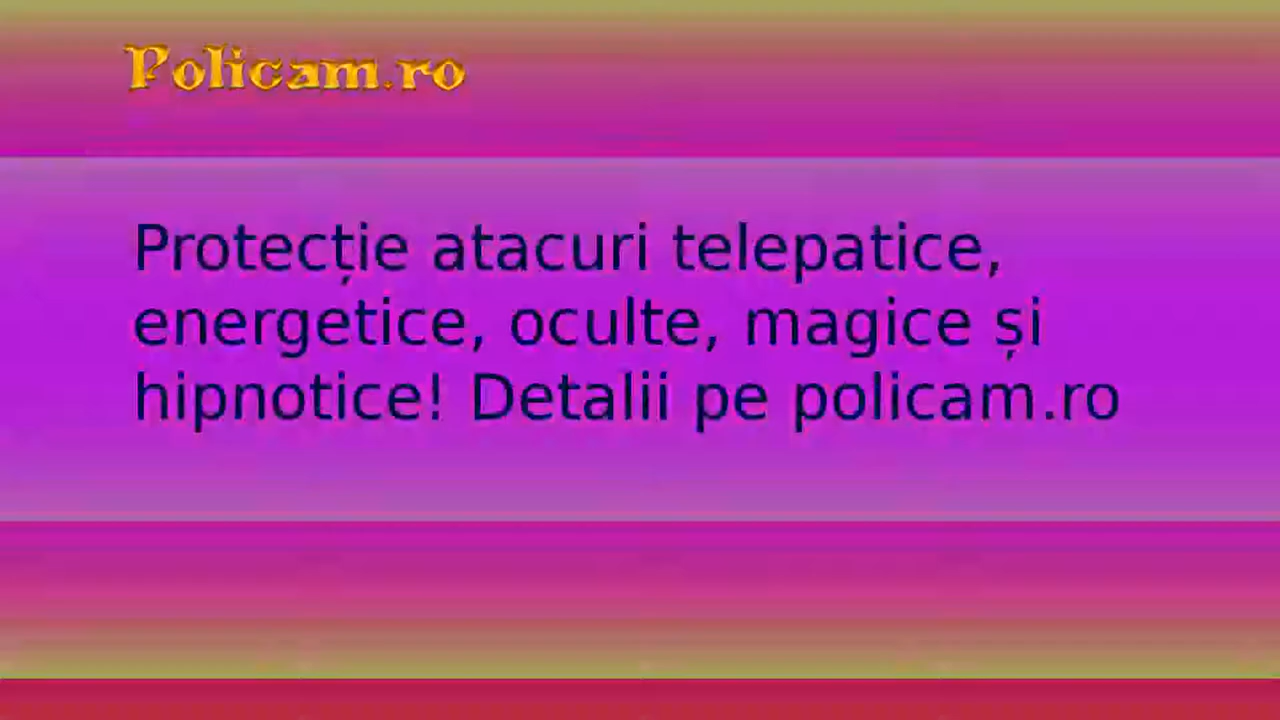 Policam.ro
Protecție atacuri telepatice,
energetice, oculte, magice și
hipnotice! Detalii pe policam.ro